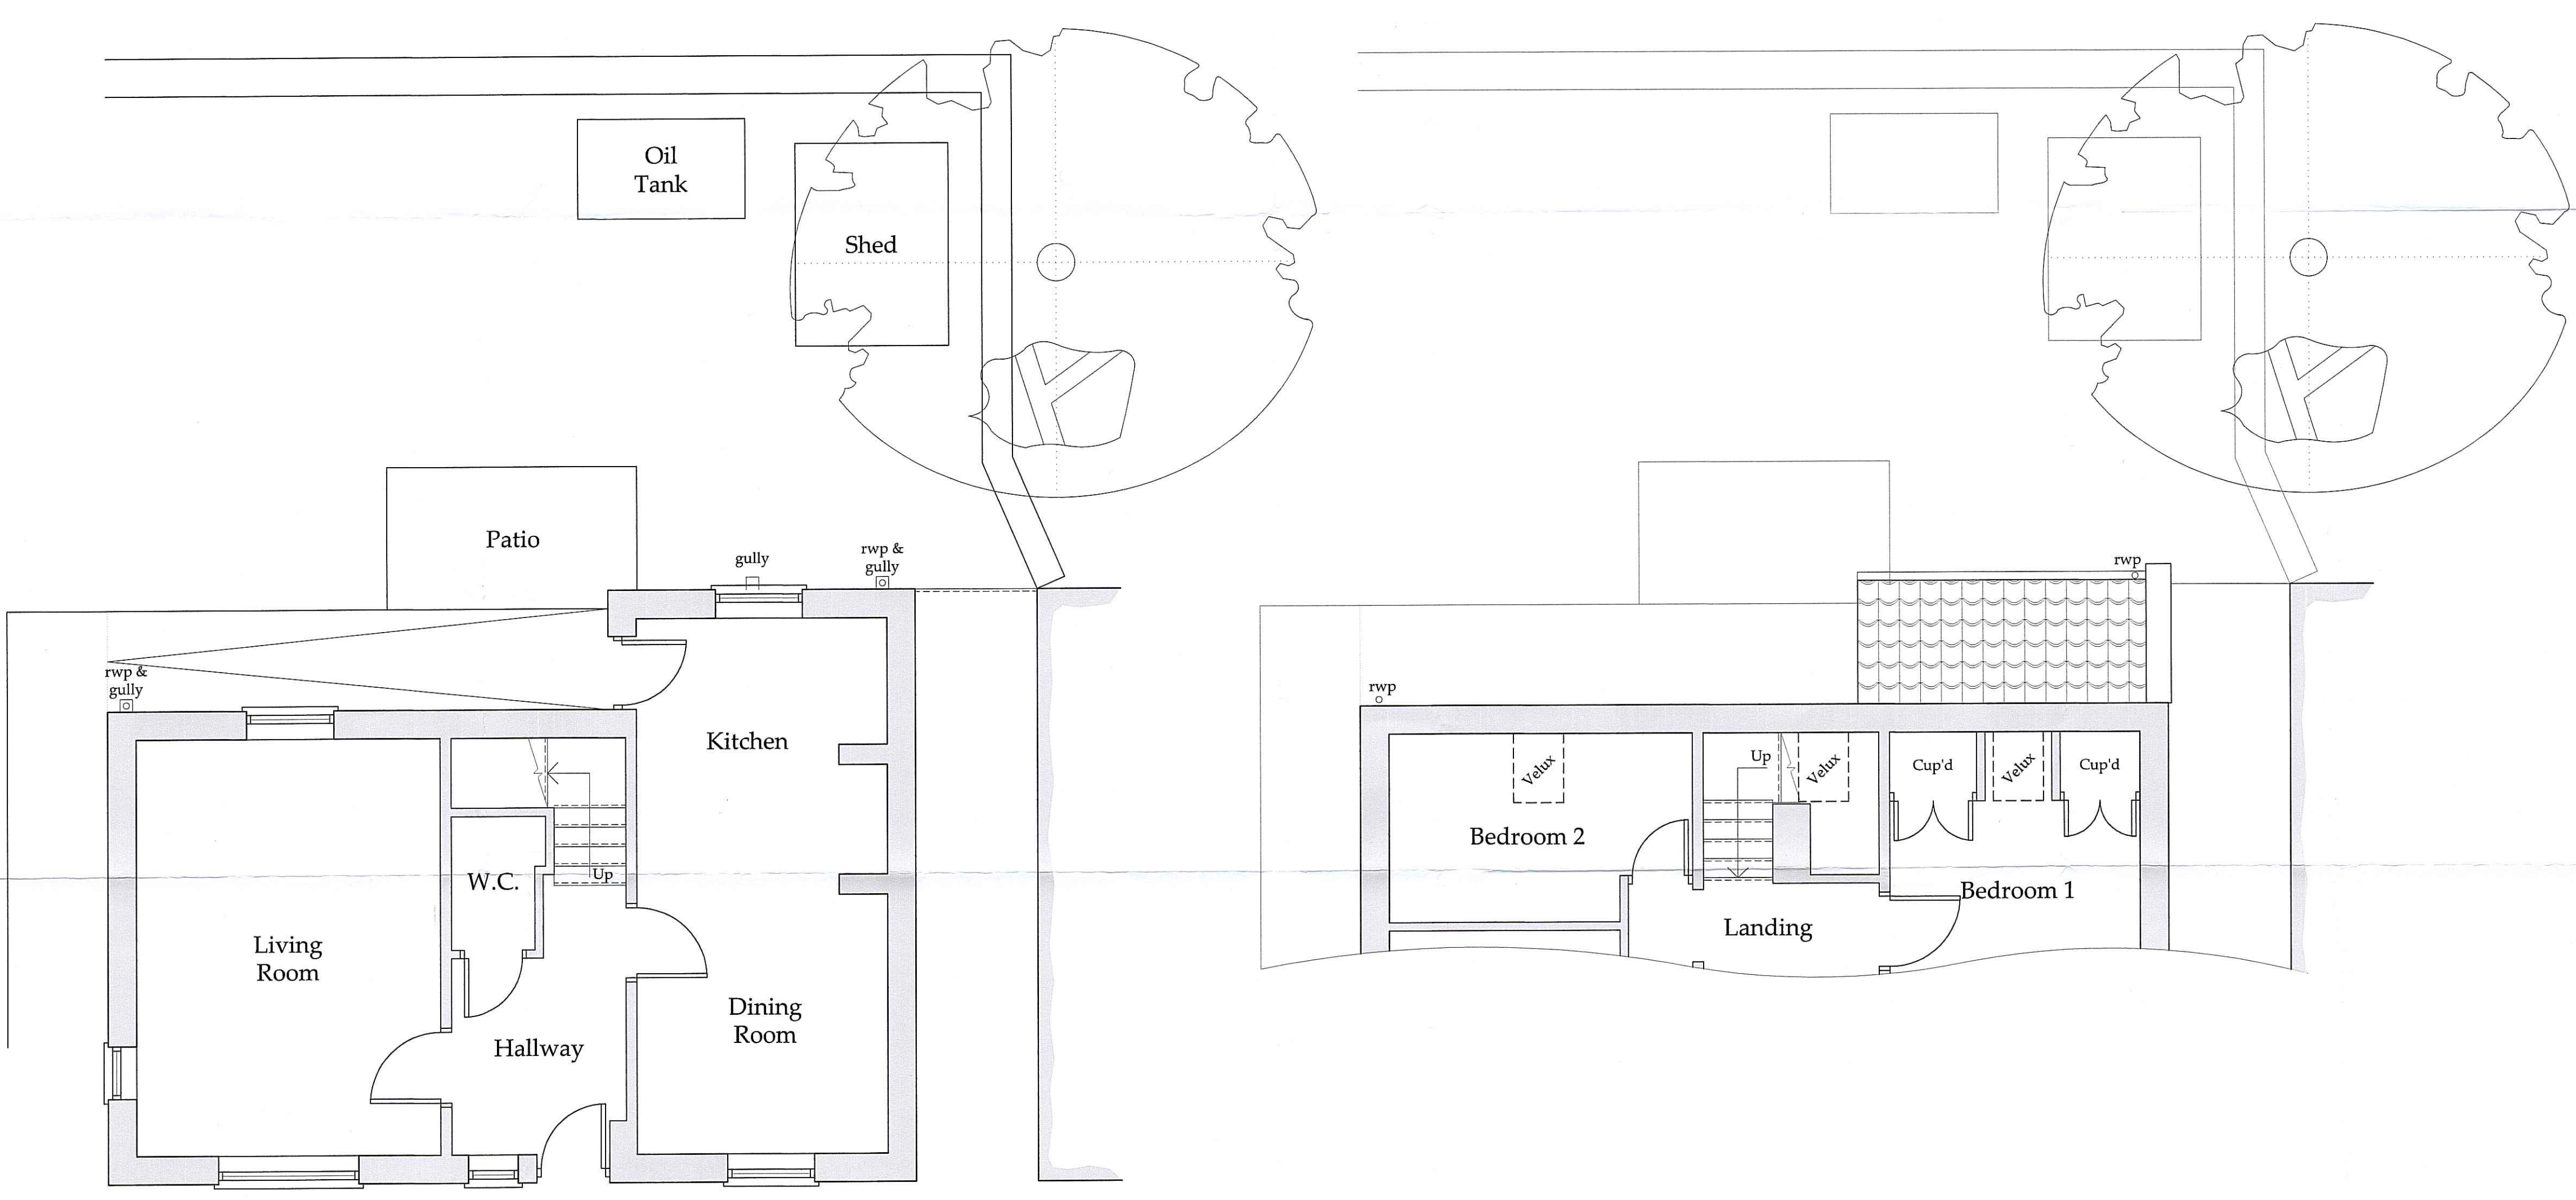 Oil
Tank
Shed
Patio
gully
rwp &
gully
rwp &
gully
Kitchen
Up
W.C.
Living
Room
Hallway
Dining
Room
rwp
rwp
Velux
Up
Velux
Cup'd
Velux
Cup'd
Bedroom 2
Landing
Bedroom 1